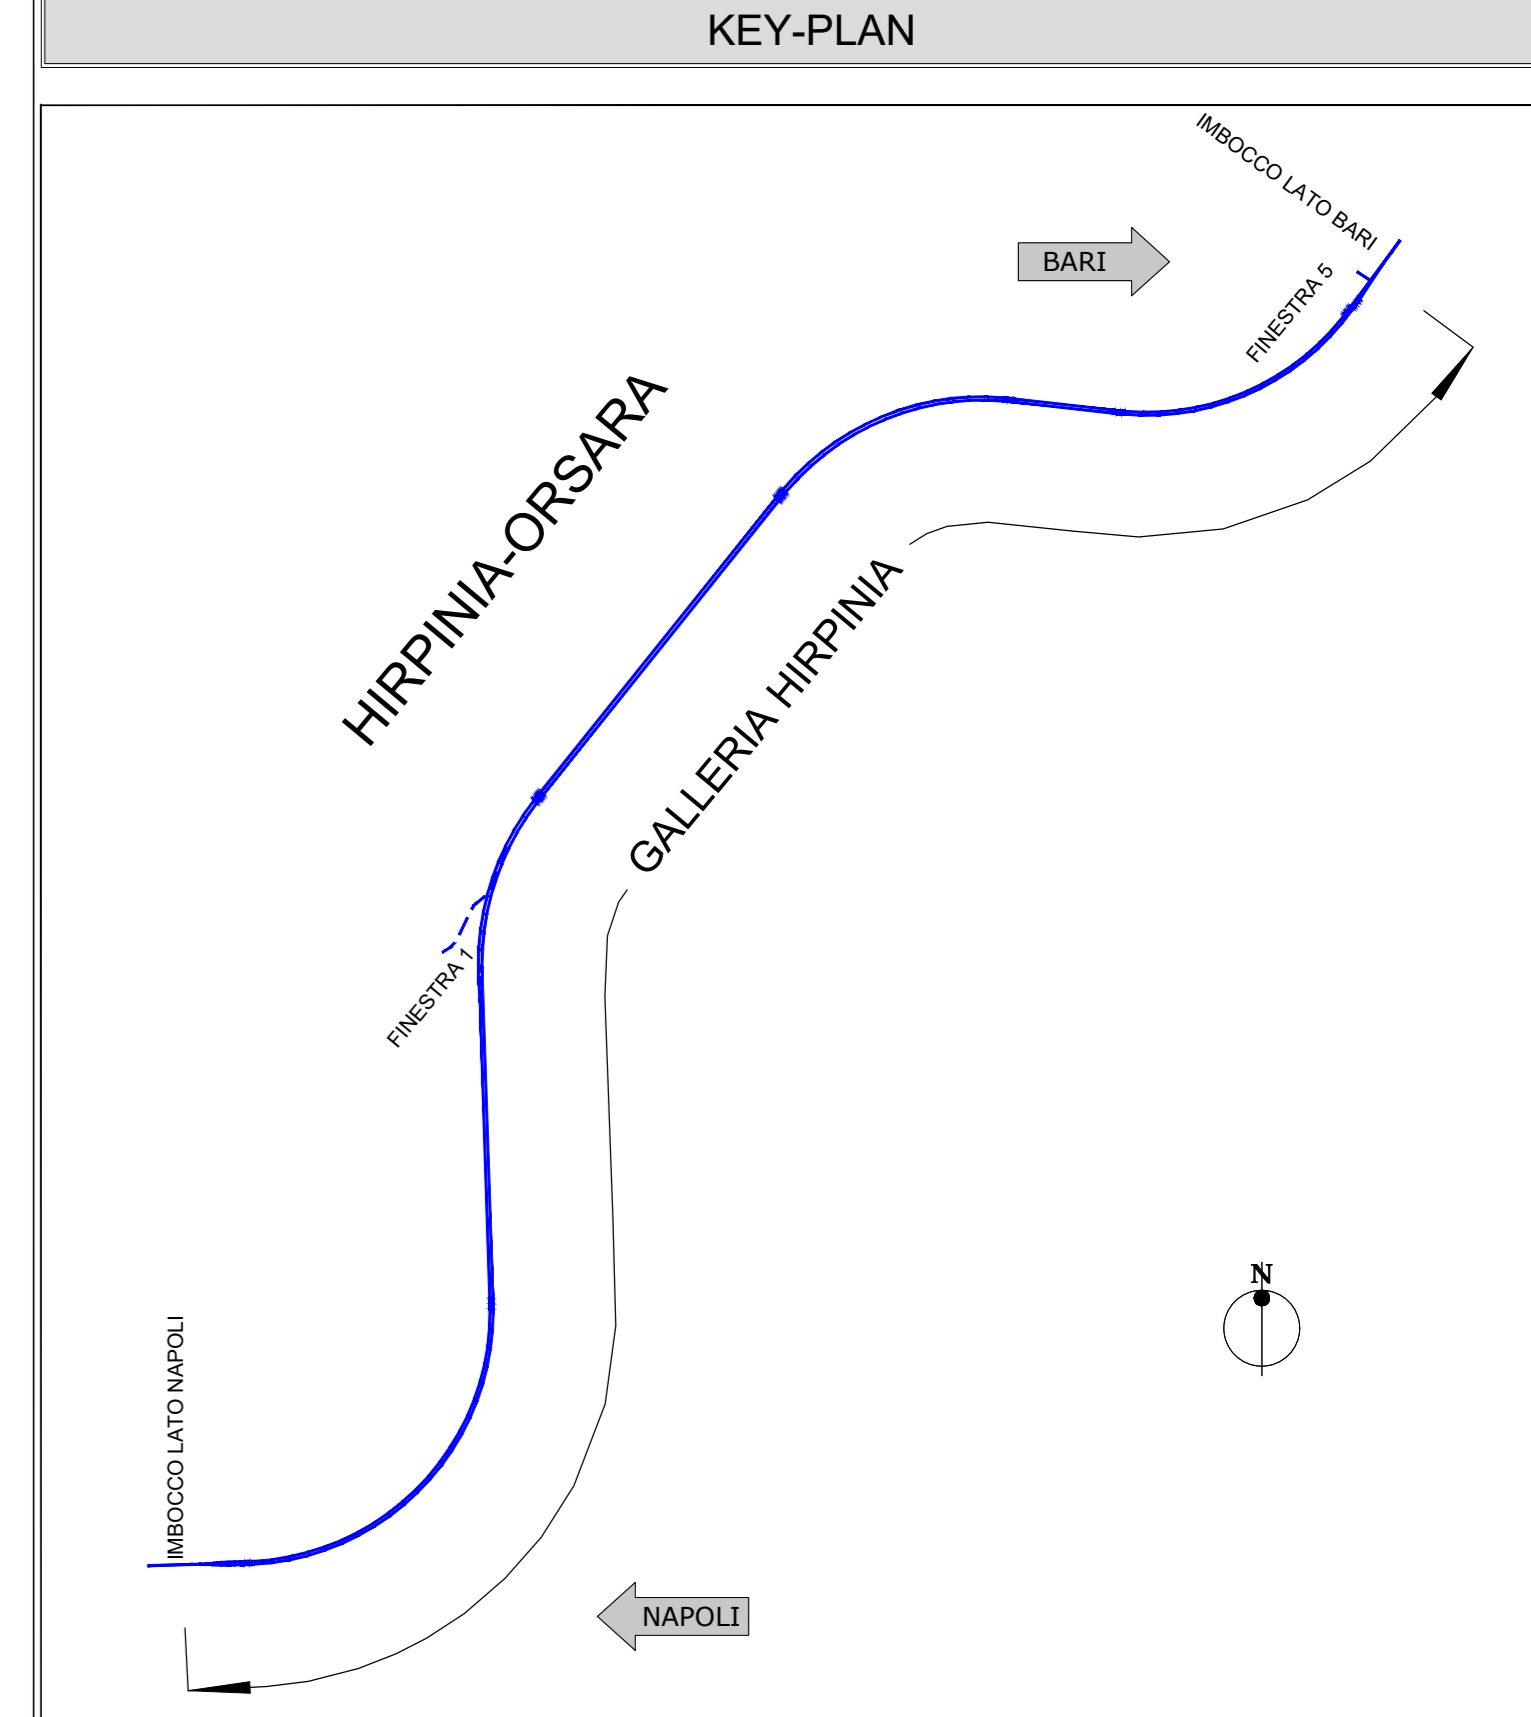 KEY-PLAN
IMBOCCO LATO BARI
BARI
FINESTRA 5
HIRPINIA-ORSARA
GALLERIA HIRPINIA
FINESTRA 1
N
IMBOCCO LATO NAPOLI
NAPOLI